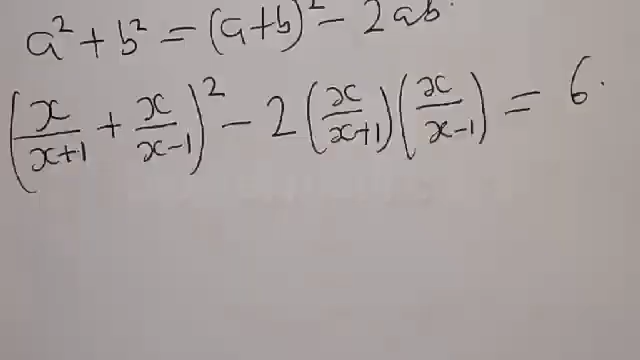 a² + b² = (a+b)² - 2ab.
(x/(x+1) + x/(x-1))² - 2(x/(x+1))(x/(x-1)) = 6.